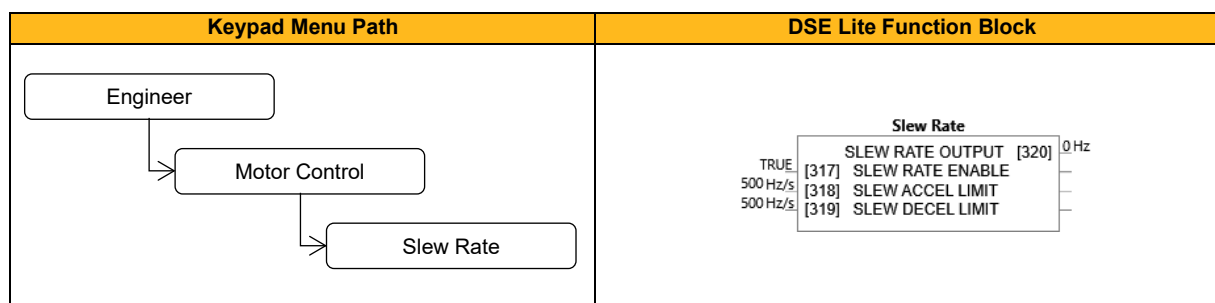 Keypad Menu Path
DSE Lite Function Block
Engineer
Motor Control
Slew Rate
Slew Rate
SLEW RATE OUTPUT [320] 0 Hz
TRUE [317] SLEW RATE ENABLE
500 Hz/s [318] SLEW ACCEL LIMIT
500 Hz/s [319] SLEW DECEL LIMIT